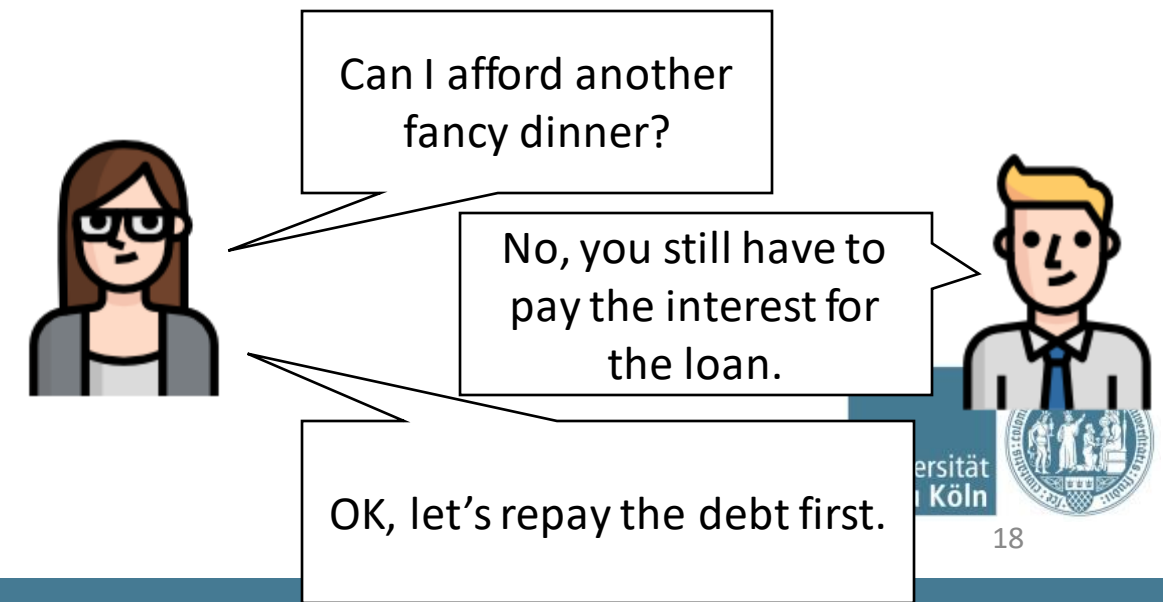 Can I afford another
fancy dinner?
No, you still have to
pay the interest for
the loan.
OK, let's repay the debt first.
Köln
18